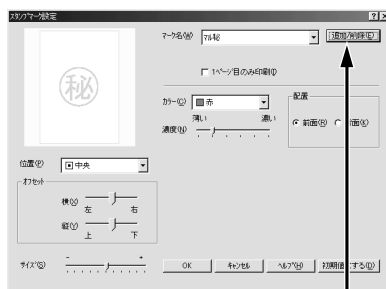 スタンプマーク設定
?
×
マーク名(W)
マル秘
追加/削除(E)
1ページ目のみ印刷(I)
秘
カラー(C)
赤
濃度(N)
薄い
濃い
配置
前面(R)
面(K)
位置(P)
中央
オフセット
横(X)
左
右
縦(Y)
上
下
サイズ(S)
-
+
OK
キャンセル
ヘルプ(H)
初期値にする(D)